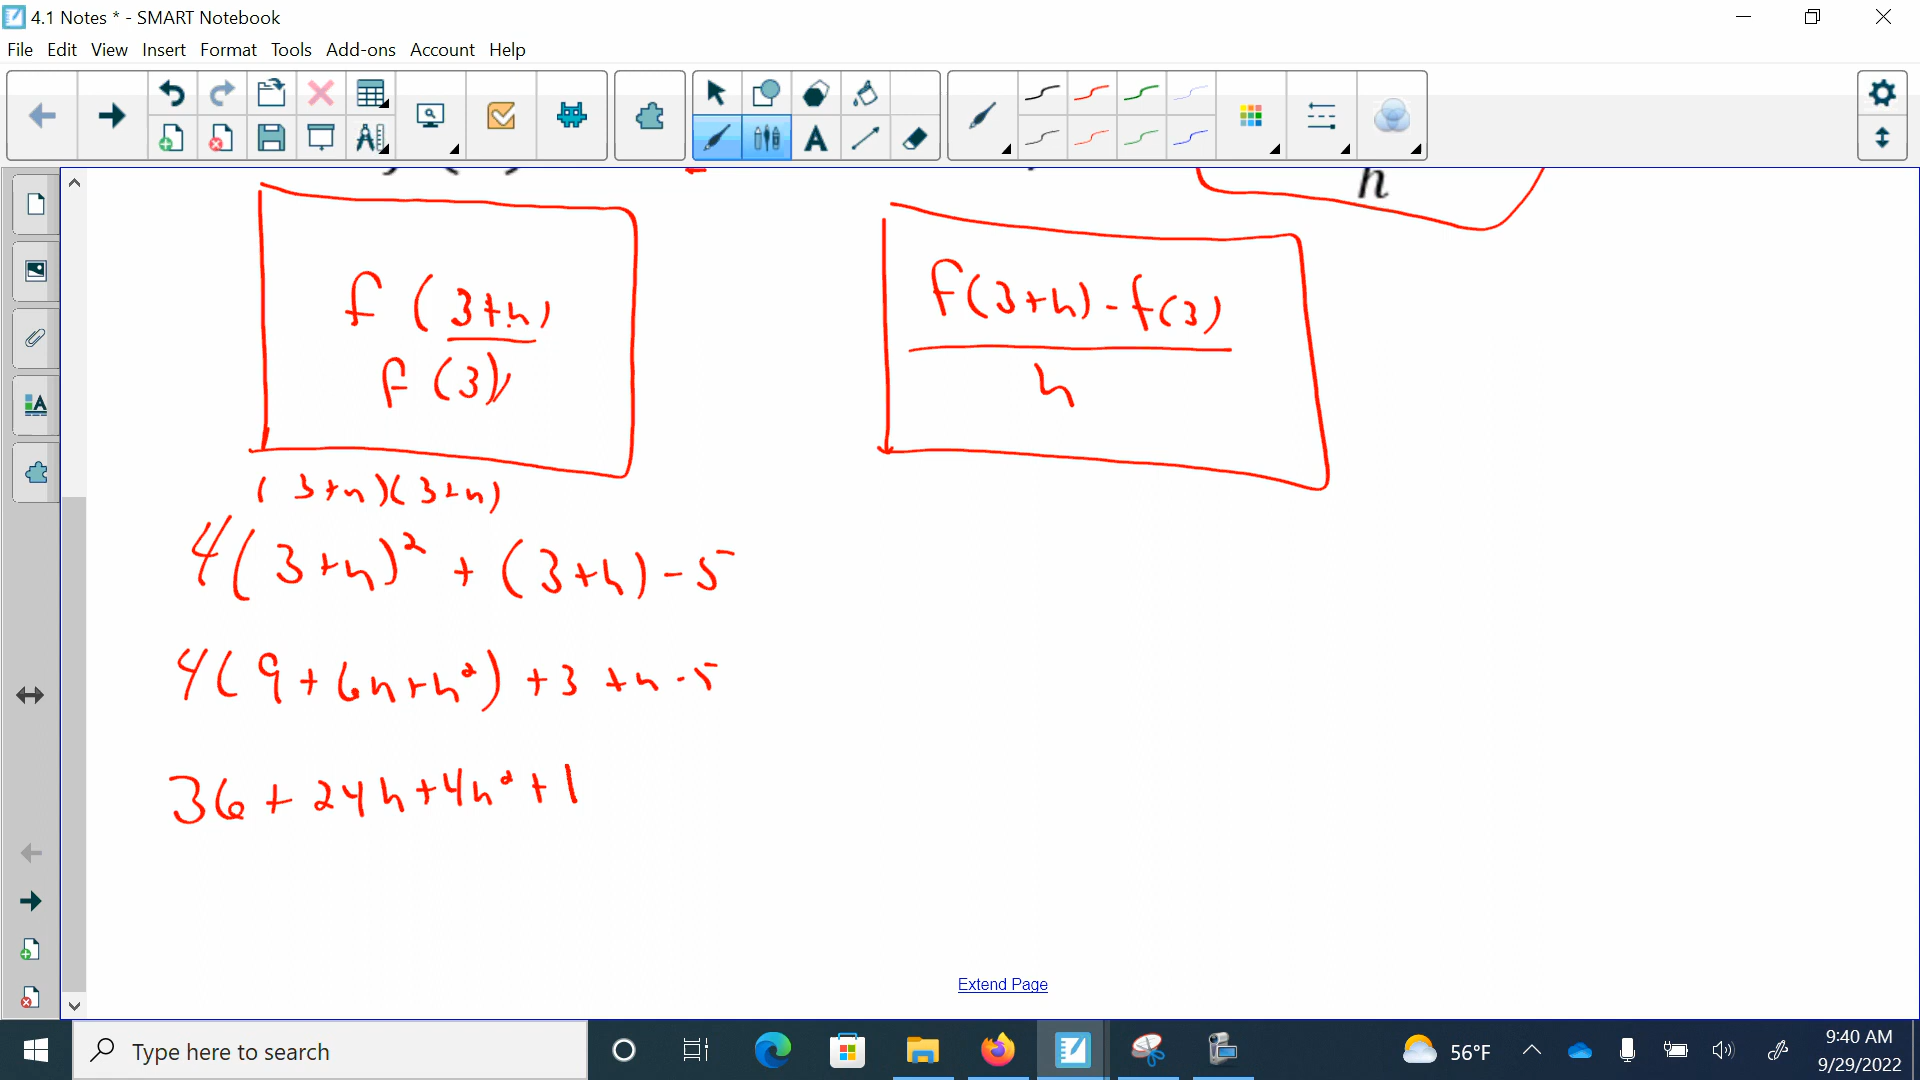 4.1 Notes * - SMART Notebook
File Edit View Insert Format Tools Add-ons Account Help
h
f (3+h)
f (3)
f(3+h) - f(3)
h
(3+h)(3+h)
4(3+h)² + (3+h) - 5
4(9+6h+h²) +3 +h - 5
36 + 24h + 4h² + 1
Extend Page
Type here to search
56°F
9:40 AM
9/29/2022